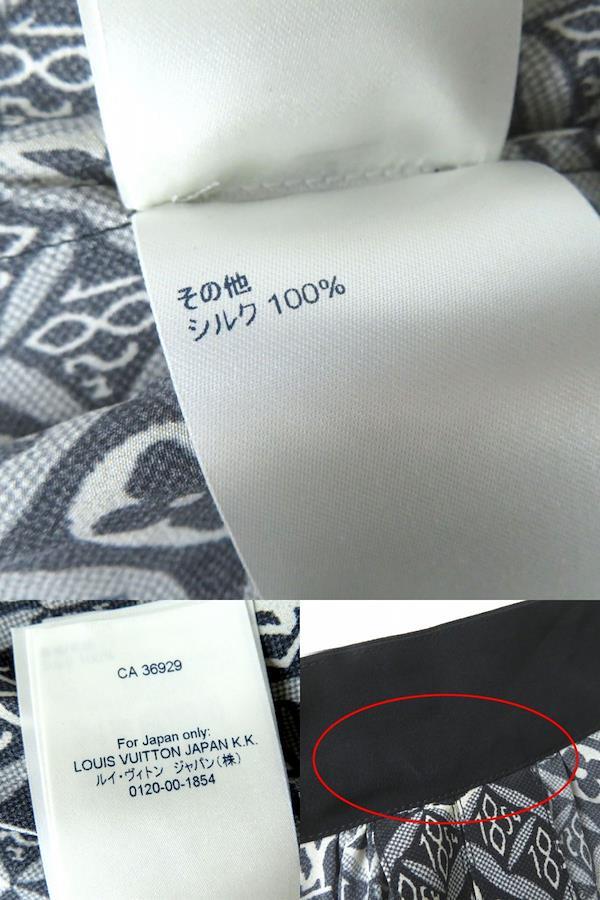 その他
シルク 100%
CA 36929
For Japan only:
LOUIS VUITTON JAPAN K.K.
ルイ・ヴィトン ジャパン(株)
0120-00-1854